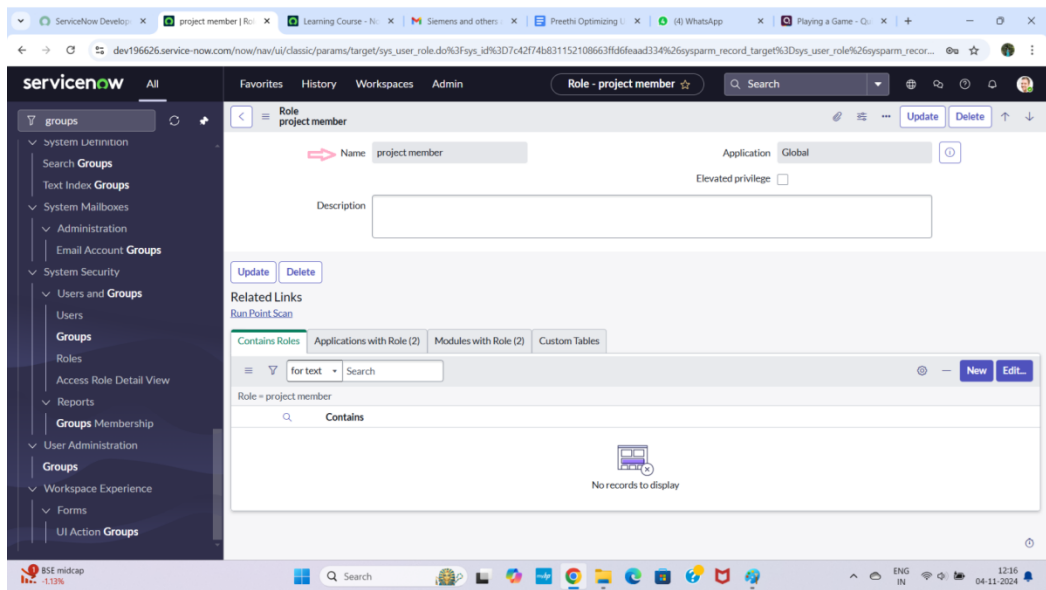 ServiceNow Develop
project member | Ro
Learning Course - N
Siemens and others
Preethi Optimizing U
(4) WhatsApp
Playing a Game - Qu
dev196626.service-now.com/now/nav/ui/classic/params/target/sys_user_role.do%3Fsys_id%3D7c42f74b831152108663ffd6feaad334%26sysparm_record_target%3Dsys_user_role%26sysparm_recor...
servicenow All Favorites History Workspaces Admin Role - project member Search
groups
Role
project member
Update Delete
System Definition
Search Groups
Text Index Groups
System Mailboxes
Administration
Email Account Groups
System Security
Users and Groups
Users
Groups
Roles
Access Role Detail View
Reports
Groups Membership
User Administration
Groups
Workspace Experience
Forms
UI Action Groups
Name project member
Application Global
Elevated privilege
Description
Update Delete
Related Links
Run Point Scan
Contains Roles Applications with Role (2) Modules with Role (2) Custom Tables
for text Search New Edit...
Role = project member
Contains
No records to display
BSE midcap
-1.13%
Search
ENG
IN
12:16
04-11-2024